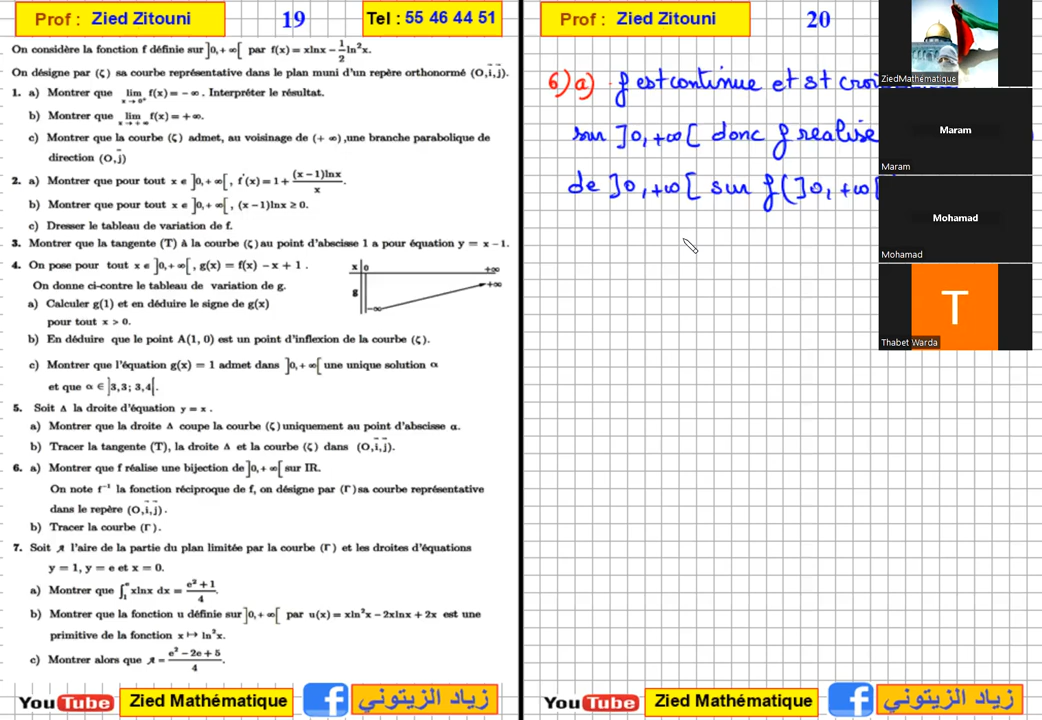 Prof : Zied Zitouni
19
Tel : 55 46 44 51
On considère la fonction f définie sur ]0,+ ∞[ par f(x) = xlnx − 1/2 ln²x.
On désigne par (ζ) sa courbe représentative dans le plan muni d'un repère orthonormé (O,i,j).
1. a) Montrer que lim x→0⁺ f(x) = − ∞ . Interpréter le résultat.
b) Montrer que lim x→+∞ f(x) = +∞.
c) Montrer que la courbe (ζ) admet, au voisinage de (+ ∞) ,une branche parabolique de
direction (O,j)
2. a) Montrer que pour tout x ∈ ]0,+ ∞[ , f'(x) = 1 + (x−1)lnx / x.
b) Montrer que pour tout x ∈ ]0,+ ∞[ , (x − 1)lnx ≥ 0.
c) Dresser le tableau de variation de f.
3. Montrer que la tangente (T) à la courbe (ζ) au point d'abscisse 1 a pour équation y = x − 1.
4. On pose pour tout x ∈ ]0,+ ∞[ , g(x) = f(x) − x + 1 .
On donne ci-contre le tableau de variation de g.
x 0 +∞
g −∞ +∞
a) Calculer g(1) et en déduire le signe de g(x)
pour tout x > 0.
b) En déduire que le point A(1, 0) est un point d'inflexion de la courbe (ζ).
c) Montrer que l'équation g(x) = 1 admet dans ]0,+ ∞[ une unique solution α
et que α ∈ ]3,3; 3,4[.
5. Soit Δ la droite d'équation y = x .
a) Montrer que la droite Δ coupe la courbe (ζ) uniquement au point d'abscisse α.
b) Tracer la tangente (T), la droite Δ et la courbe (ζ) dans (O,i,j).
6. a) Montrer que f réalise une bijection de ]0,+ ∞[ sur IR.
On note f⁻¹ la fonction réciproque de f, on désigne par (Γ) sa courbe représentative
dans le repère (O,i,j) .
b) Tracer la courbe (Γ).
7. Soit 𝒜 l'aire de la partie du plan limitée par la courbe (Γ) et les droites d'équations
y = 1, y = e et x = 0.
a) Montrer que ∫₁ᵉ xlnx dx = e²+1 / 4.
b) Montrer que la fonction u définie sur ]0,+ ∞[ par u(x) = xln²x − 2xlnx + 2x est une
primitive de la fonction x ↦ ln²x.
c) Montrer alors que 𝒜 = e² − 2e + 5 / 4.
You Tube
Zied Mathématique
f
زياد الزيتوني
Prof : Zied Zitouni
20
6) a) f est continue et st croi
sur ]0, +∞[ donc f realise
de ]0, +∞[ sur f(]0, +∞[
ZiedMathématique
Maram
Maram
Mohamad
Mohamad
T
Thabet Warda
You Tube
Zied Mathématique
f
زياد الزيتوني